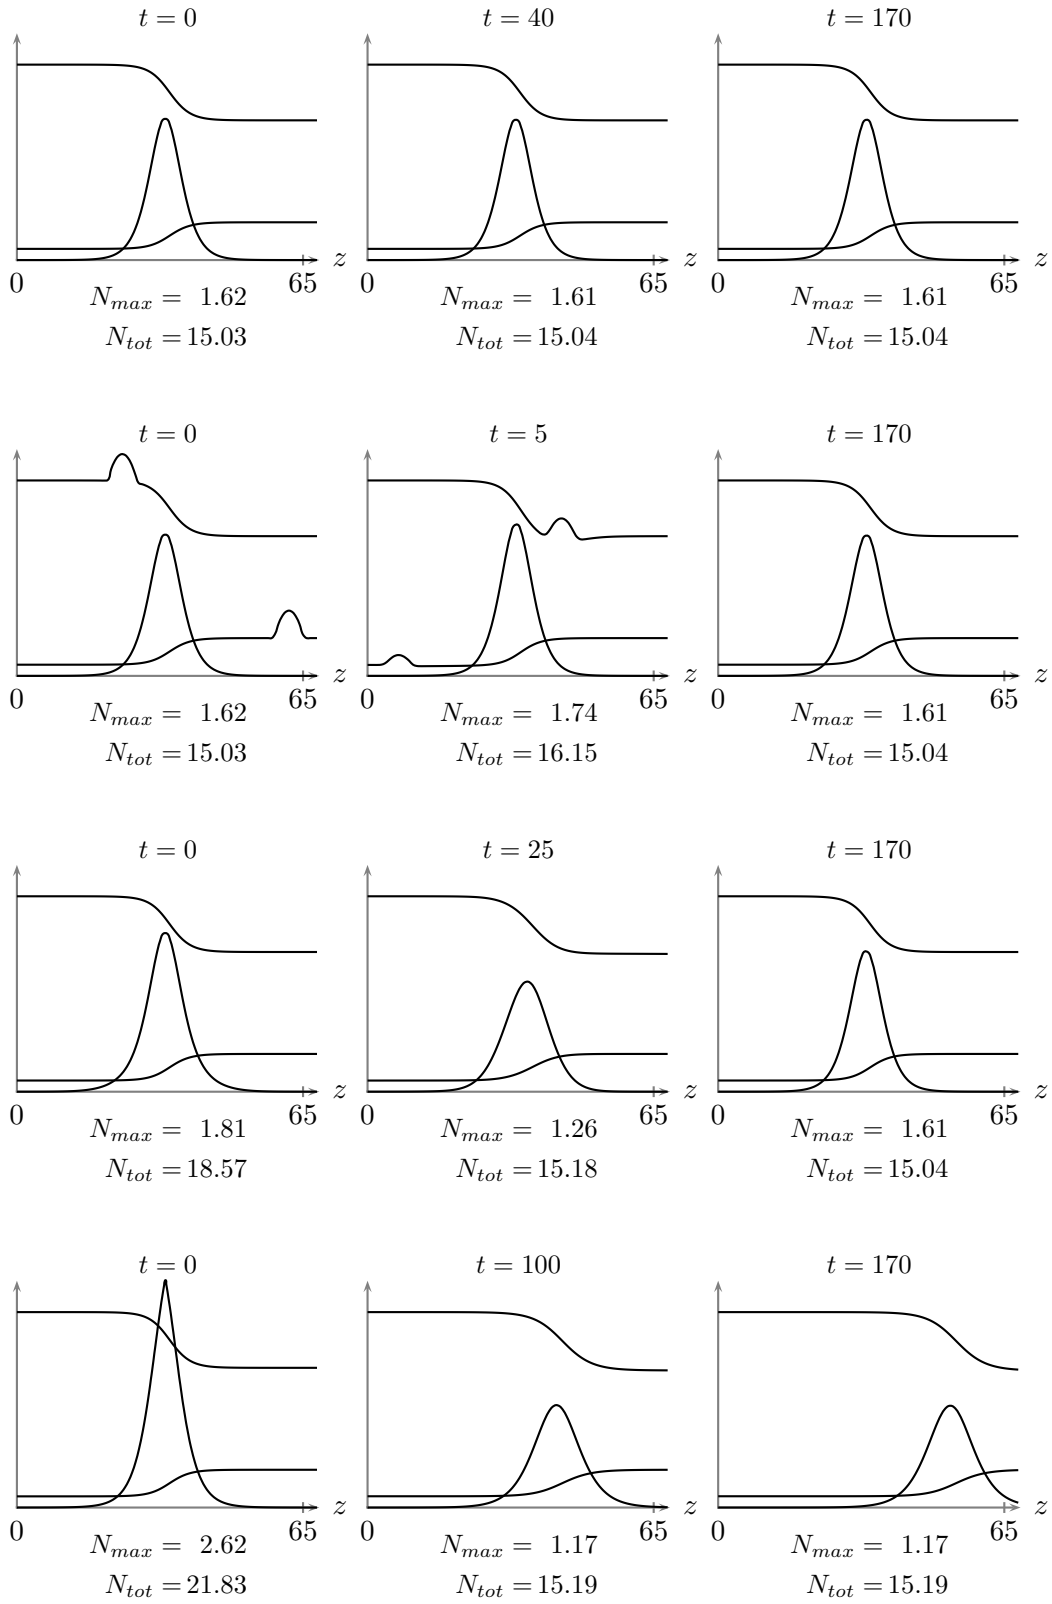 t = 0 t = 40 t = 170
z z z
0 65 0 65 0 65
N_max = 1.62 N_max = 1.61 N_max = 1.61
N_tot = 15.03 N_tot = 15.04 N_tot = 15.04
t = 0 t = 5 t = 170
z z z
0 65 0 65 0 65
N_max = 1.62 N_max = 1.74 N_max = 1.61
N_tot = 15.03 N_tot = 16.15 N_tot = 15.04
t = 0 t = 25 t = 170
z z z
0 65 0 65 0 65
N_max = 1.81 N_max = 1.26 N_max = 1.61
N_tot = 18.57 N_tot = 15.18 N_tot = 15.04
t = 0 t = 100 t = 170
z z z
0 65 0 65 0 65
N_max = 2.62 N_max = 1.17 N_max = 1.17
N_tot = 21.83 N_tot = 15.19 N_tot = 15.19